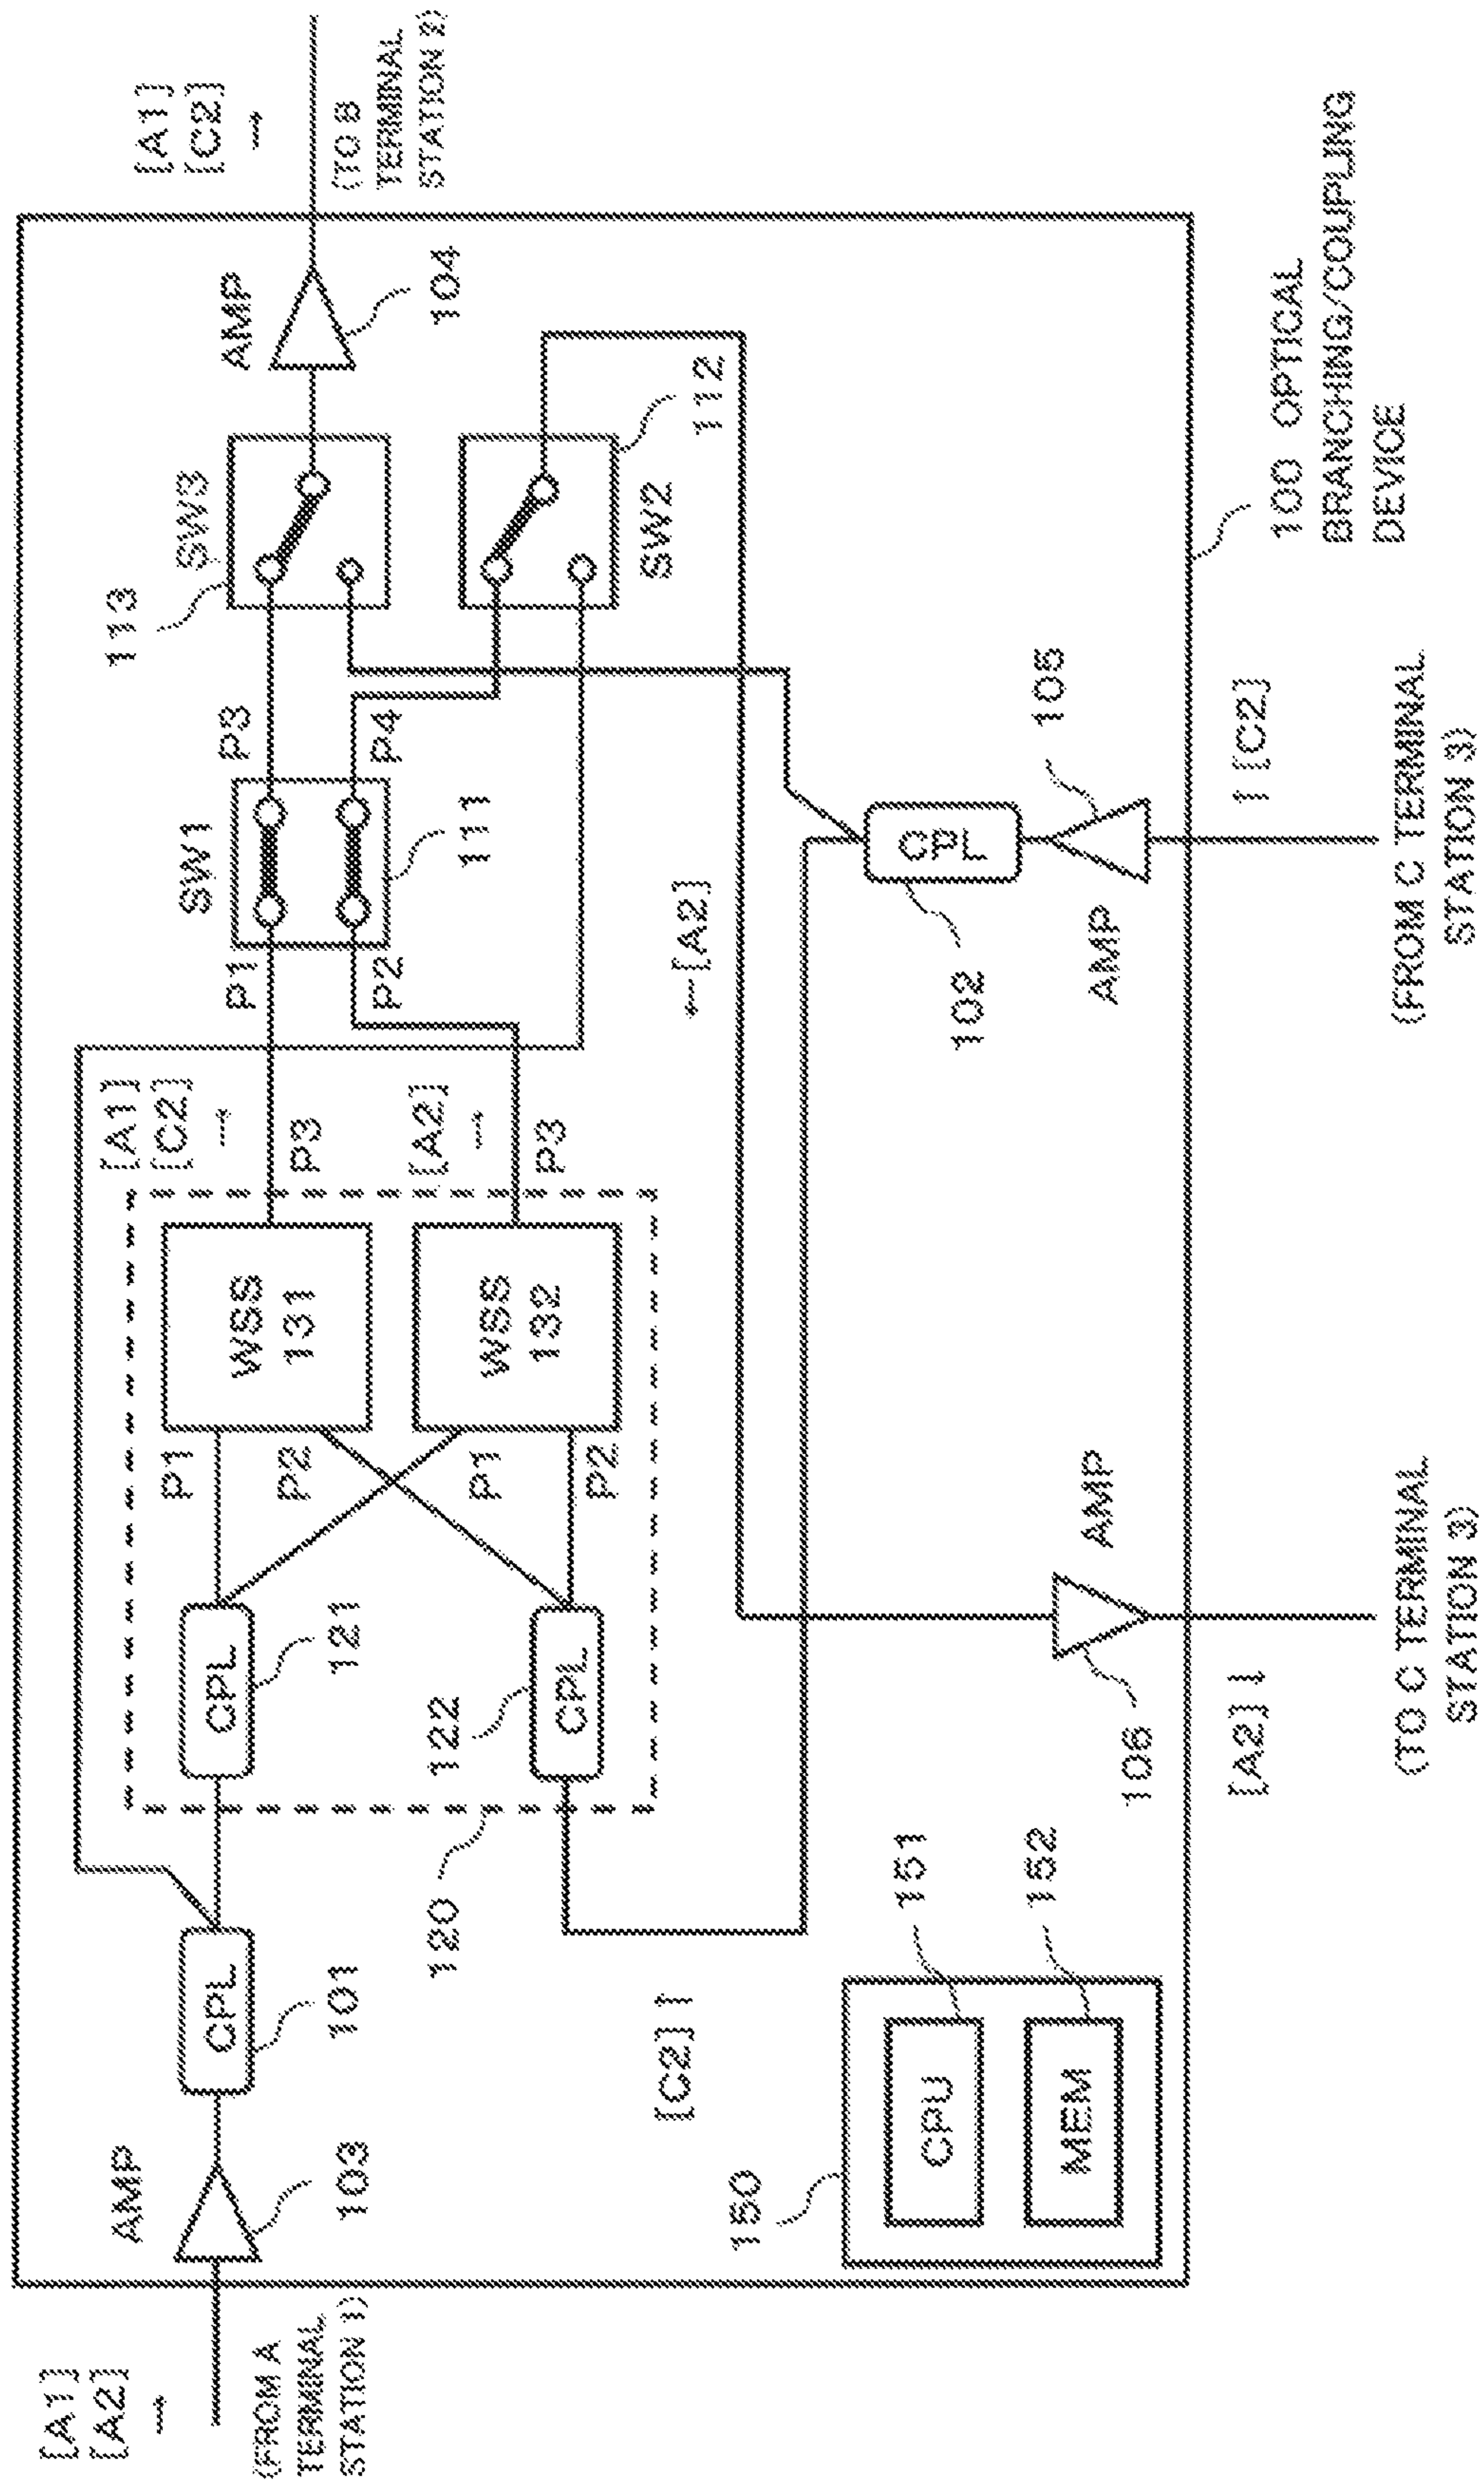 [A1]
[A2]
→
(FROM A
TERMINAL
STATION 1)
AMP
103
CPL
101
120
CPL
121
122
CPL
P1
P2
P1
P2
WSS
131
WSS
132
[A1]
[C2]
→
P3
[A2]
→
P3
P1
P2
SW1
111
P3
P4
113
SW3
SW2
112
AMP
104
[A1]
[C2]
→
(TO B
TERMINAL
STATION 2)
[C2]↑
←[A2]
150
CPU
151
MEM
152
106
AMP
[A2]↓
(TO C TERMINAL
STATION 3)
102
CPL
AMP
105
↑[C2]
(FROM C TERMINAL
STATION 3)
100 OPTICAL
BRANCHING/COUPLING
DEVICE